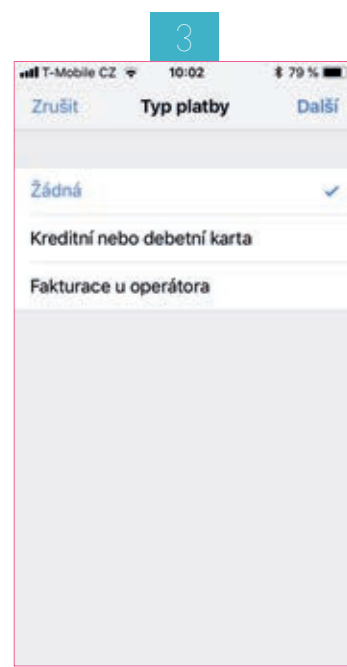 3
T-Mobile CZ 10:02 79 %
Zrušit Typ platby Další
Žádná
Kreditní nebo debetní karta
Fakturace u operátora